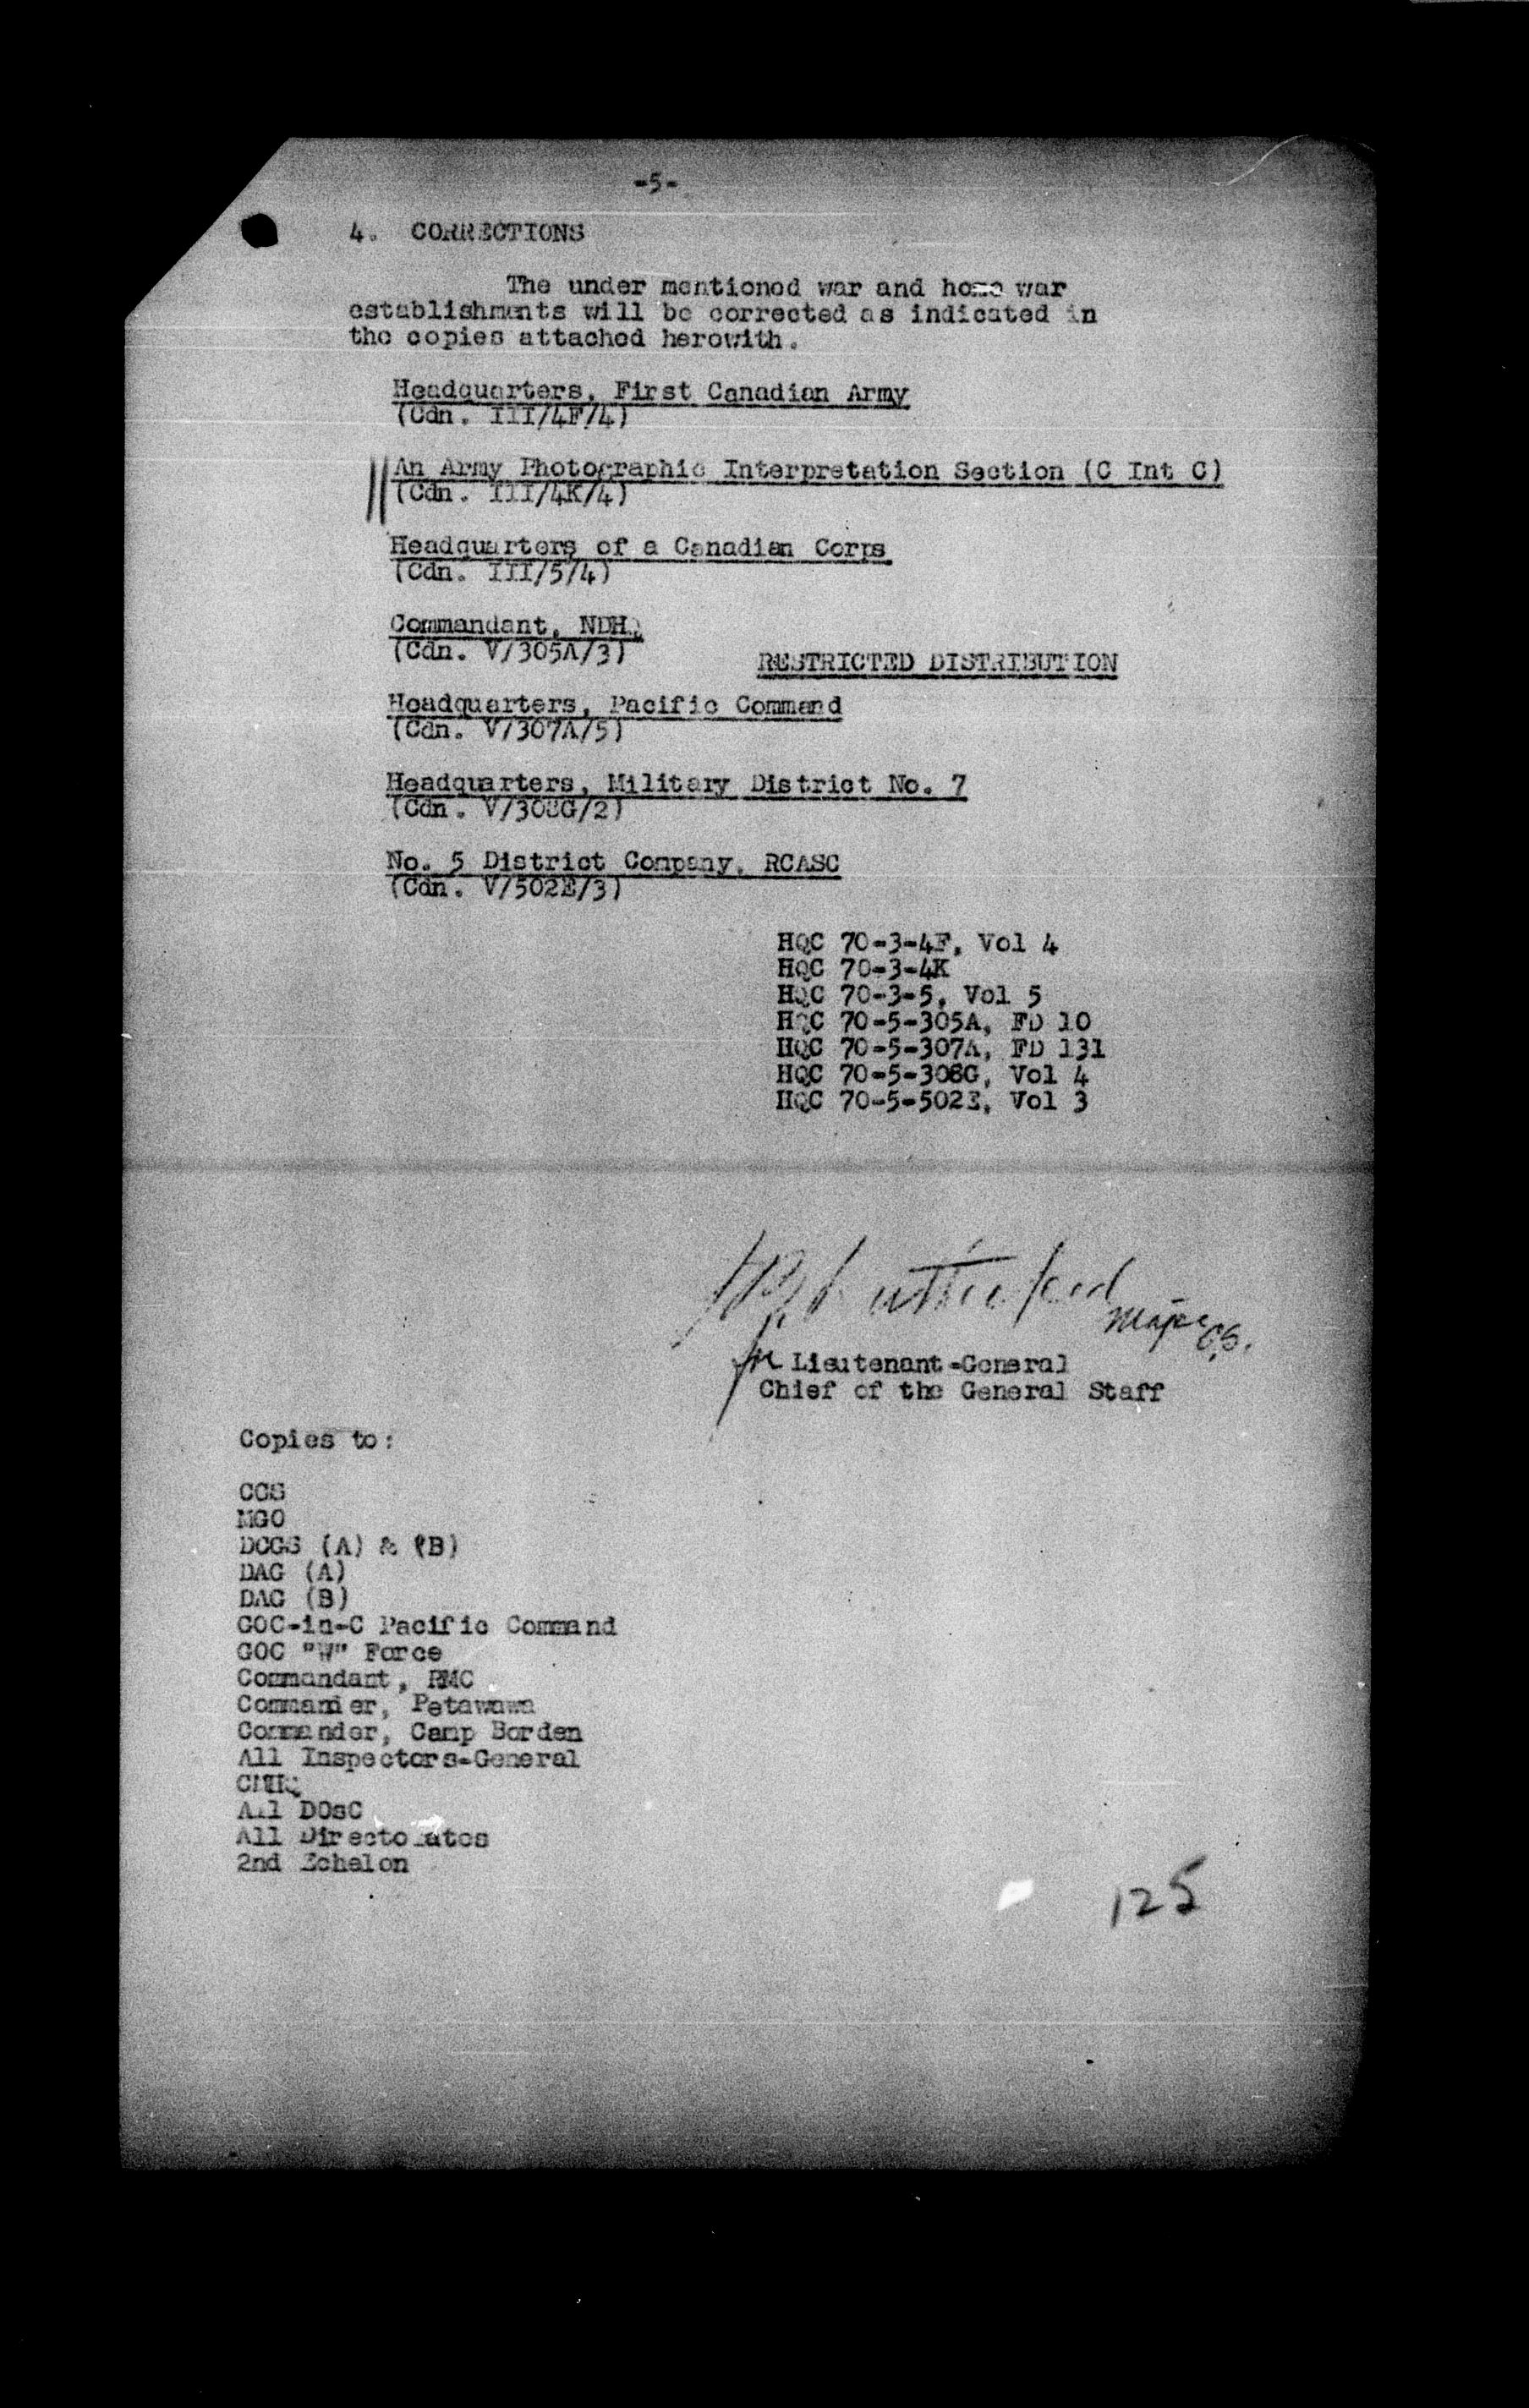 -5-
4. CORRECTIONS
The under mentioned war and home war
establishments will be corrected as indicated in
the copies attached herewith.
Headquarters, First Canadian Army
(Cdn. III/4F/4)
An Army Photographic Interpretation Section (C Int C)
(Cdn. III/4K/4)
Headquarters of a Canadian Corps
(Cdn. III/5/4)
Commandant, NDHQ
(Cdn. V/305A/3)
RESTRICTED DISTRIBUTION
Headquarters, Pacific Command
(Cdn. V/307A/5)
Headquarters, Military District No. 7
(Cdn. V/308G/2)
No. 5 District Company, RCASC
(Cdn. V/502E/3)
HQC 70-3-4F, Vol 4
HQC 70-3-4K
HQC 70-3-5, Vol 5
HQC 70-5-305A, FD 10
HQC 70-5-307A, FD 131
HQC 70-5-308G, Vol 4
HQC 70-5-502E, Vol 3
Major
for Lieutenant-General
Chief of the General Staff
Copies to:
CGS
MGO
DCGS (A) & (B)
DAG (A)
DAG (B)
GOC-in-C Pacific Command
GOC "W" Force
Commandant, RMC
Commander, Petawawa
Commander, Camp Borden
All Inspectors-General
CMHQ
All DOsC
All Directorates
2nd Echelon
125